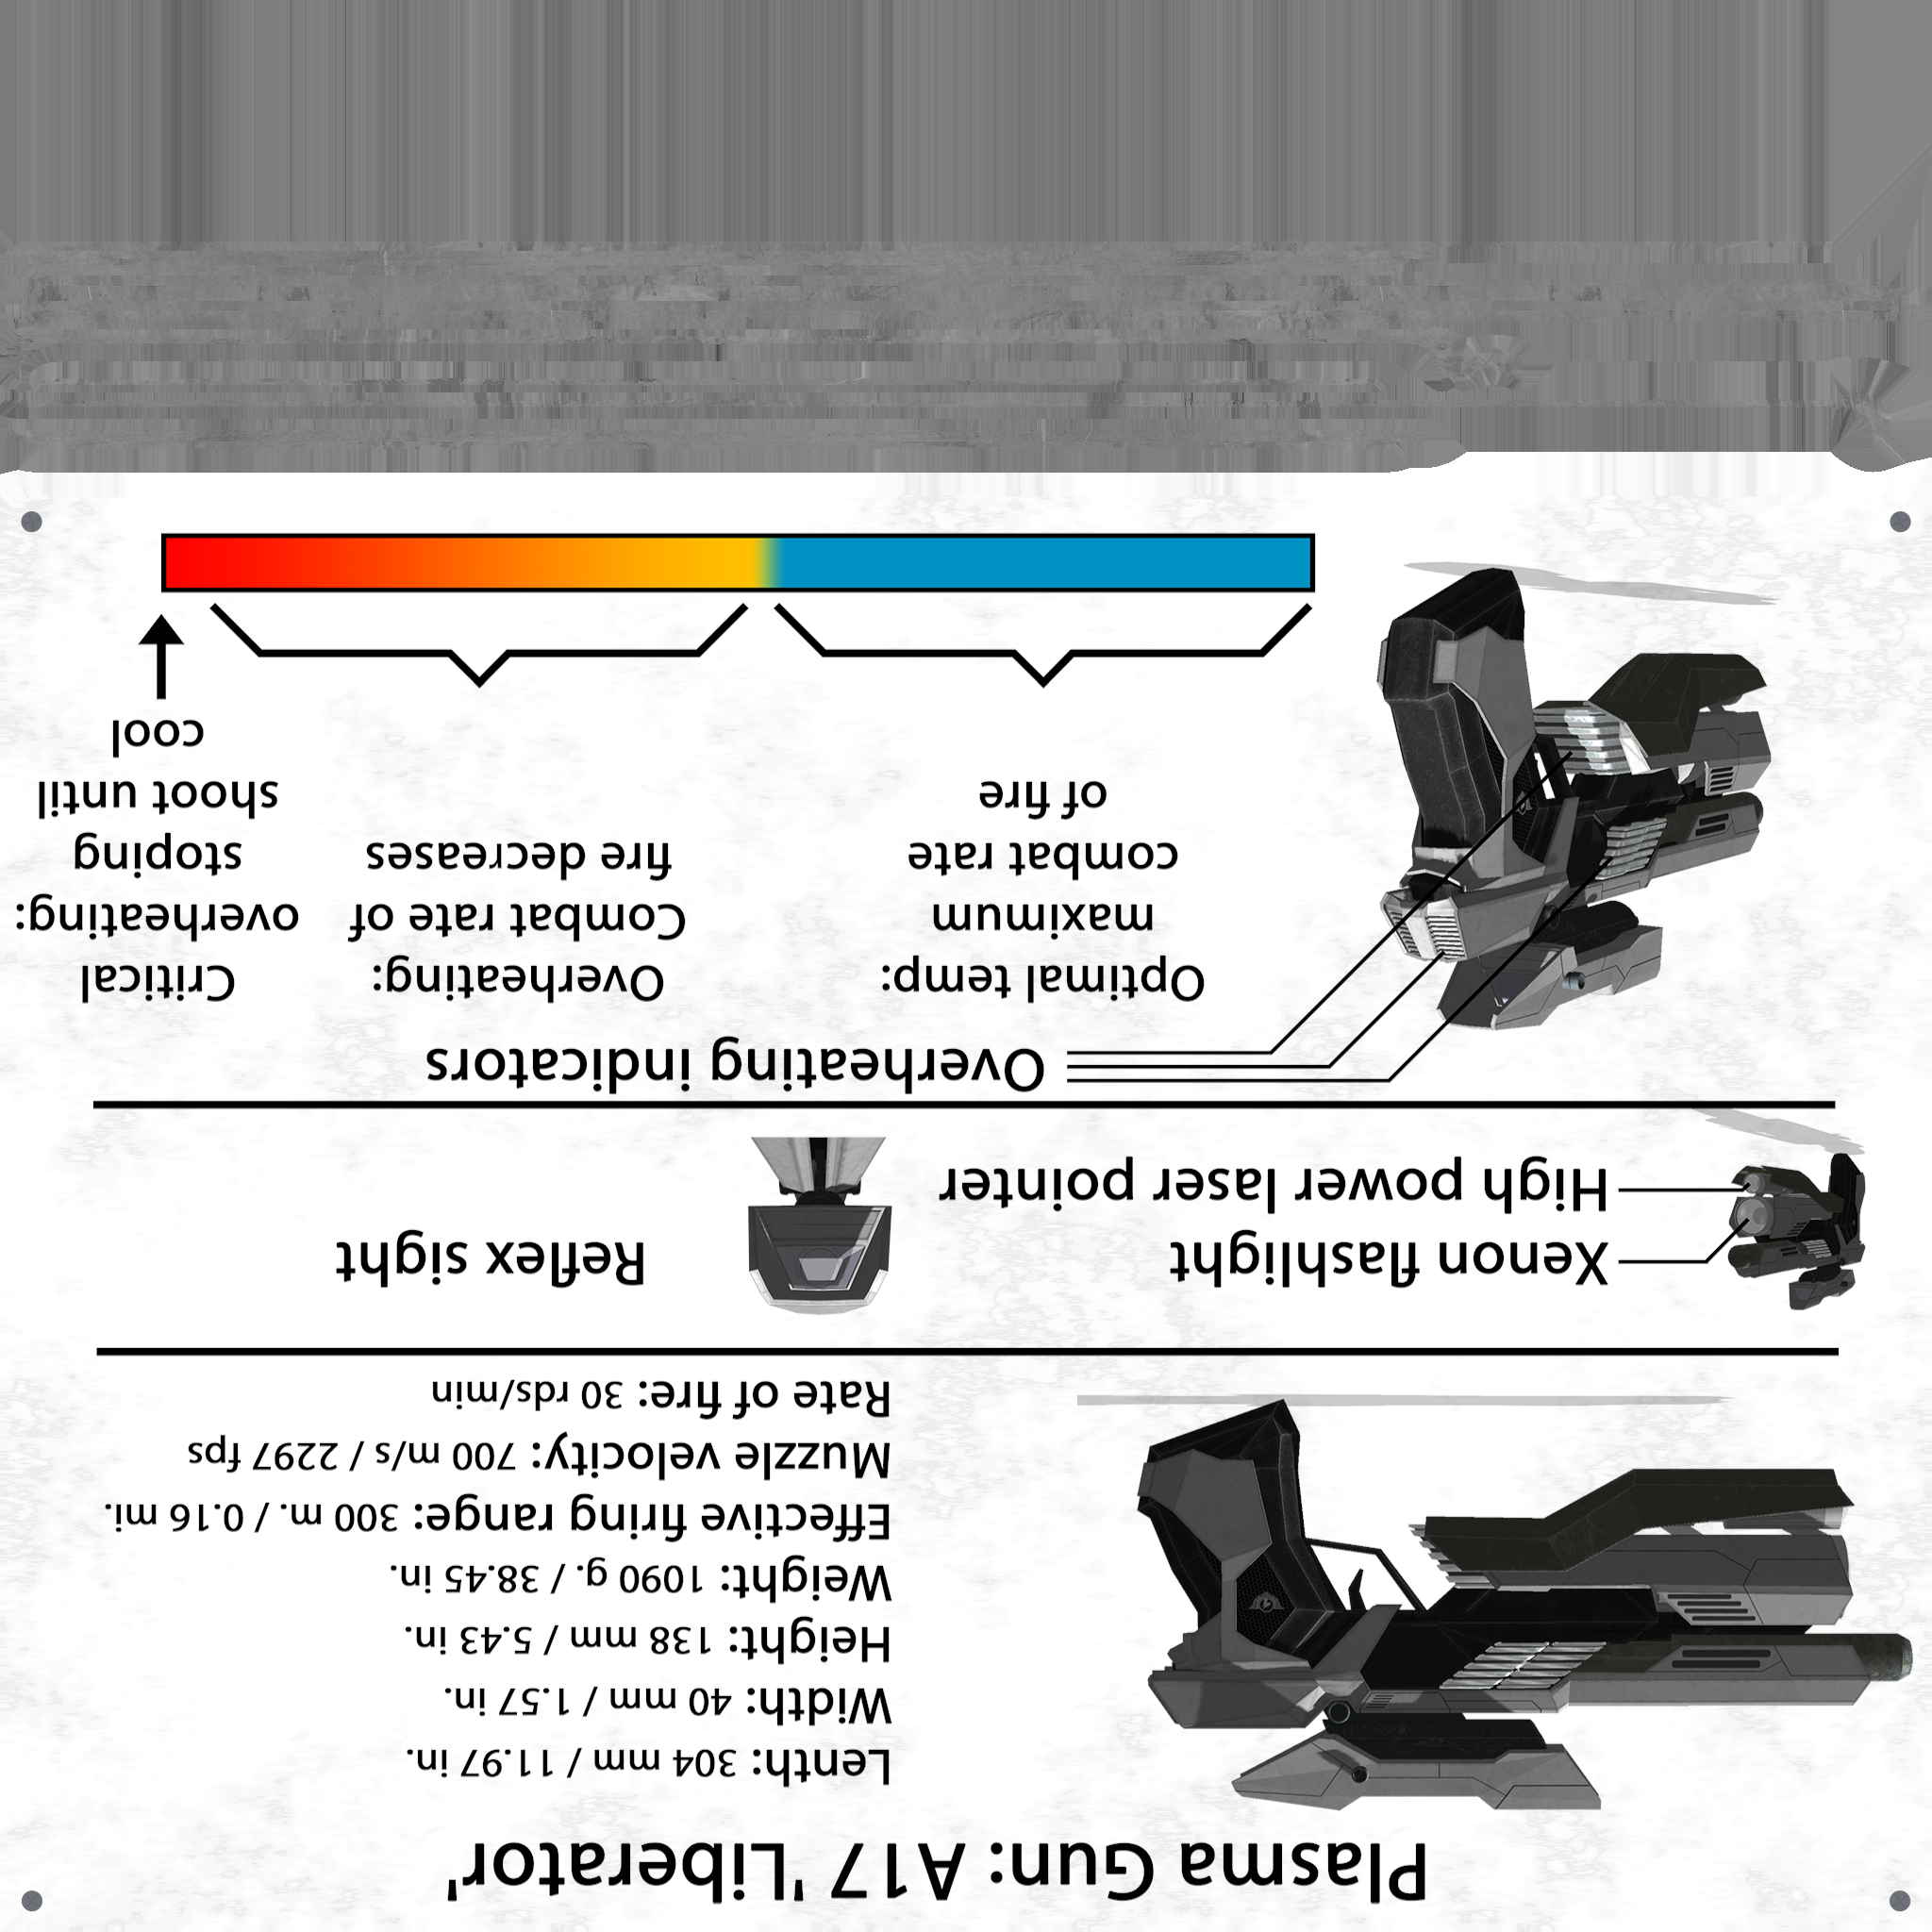 Plasma Gun: A17 'Liberator'
Lenth: 304 mm / 11.97 in.
Width: 40 mm / 1.57 in.
Height: 138 mm / 5.43 in.
Weight: 1090 g. / 38.45 in.
Effective firing range: 300 m. / 0.16 mi.
Muzzle velocity: 700 m/s / 2297 fps
Rate of fire: 30 rds/min
Xenon flashlight
High power laser pointer
Reflex sight
Overheating indicators
Optimal temp:
maximum
combat rate
of fire
Overheating:
Combat rate of
fire decreases
Critical
overheating:
stoping
shoot until
cool